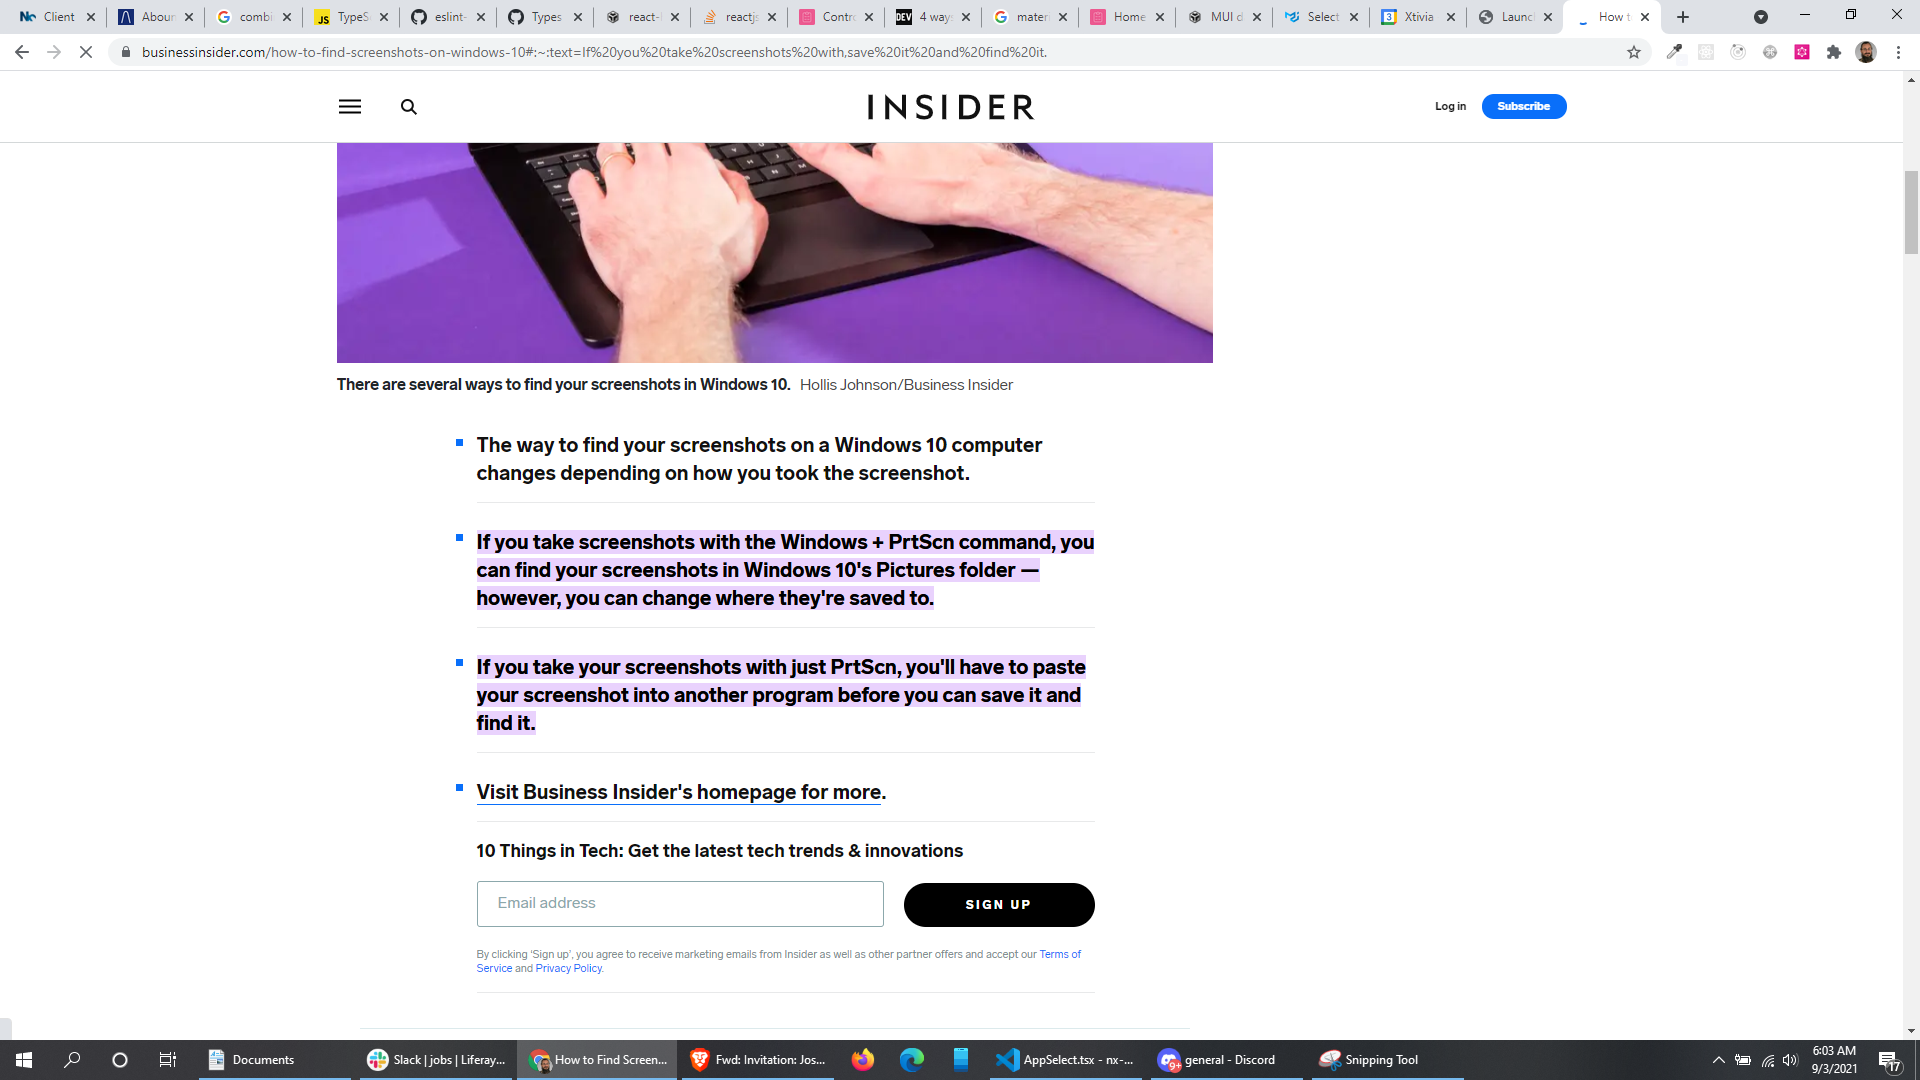 Client
Aboun
combi
TypeS
eslint-
Types
react-
reactjs
Contro
4 ways
mater
Home
MUI d
Select
Xtivia
Launc
How to
businessinsider.com/how-to-find-screenshots-on-windows-10#:~:text=If%20you%20take%20screenshots%20with,save%20it%20and%20find%20it.
INSIDER
Log in
Subscribe
There are several ways to find your screenshots in Windows 10. Hollis Johnson/Business Insider
The way to find your screenshots on a Windows 10 computer
changes depending on how you took the screenshot.
If you take screenshots with the Windows + PrtScn command, you
can find your screenshots in Windows 10's Pictures folder —
however, you can change where they're saved to.
If you take your screenshots with just PrtScn, you'll have to paste
your screenshot into another program before you can save it and
find it.
Visit Business Insider's homepage for more.
10 Things in Tech: Get the latest tech trends & innovations
Email address
SIGN UP
By clicking 'Sign up', you agree to receive marketing emails from Insider as well as other partner offers and accept our Terms of
Service and Privacy Policy.
Documents
Slack | jobs | Liferay...
How to Find Screen...
Fwd: Invitation: Jos...
AppSelect.tsx - nx-...
9+
general - Discord
Snipping Tool
6:03 AM
9/3/2021
17